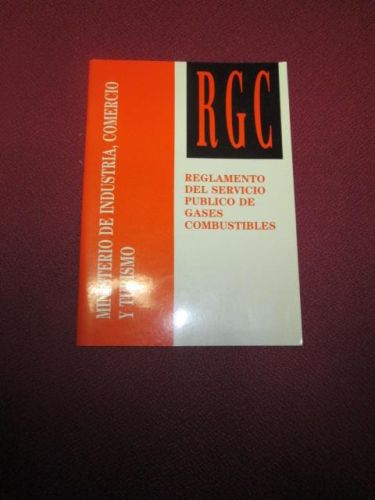 MINISTERIO DE INDUSTRIA, COMERCIO
Y TURISMO
RGC
REGLAMENTO
DEL SERVICIO
PUBLICO DE
GASES
COMBUSTIBLES